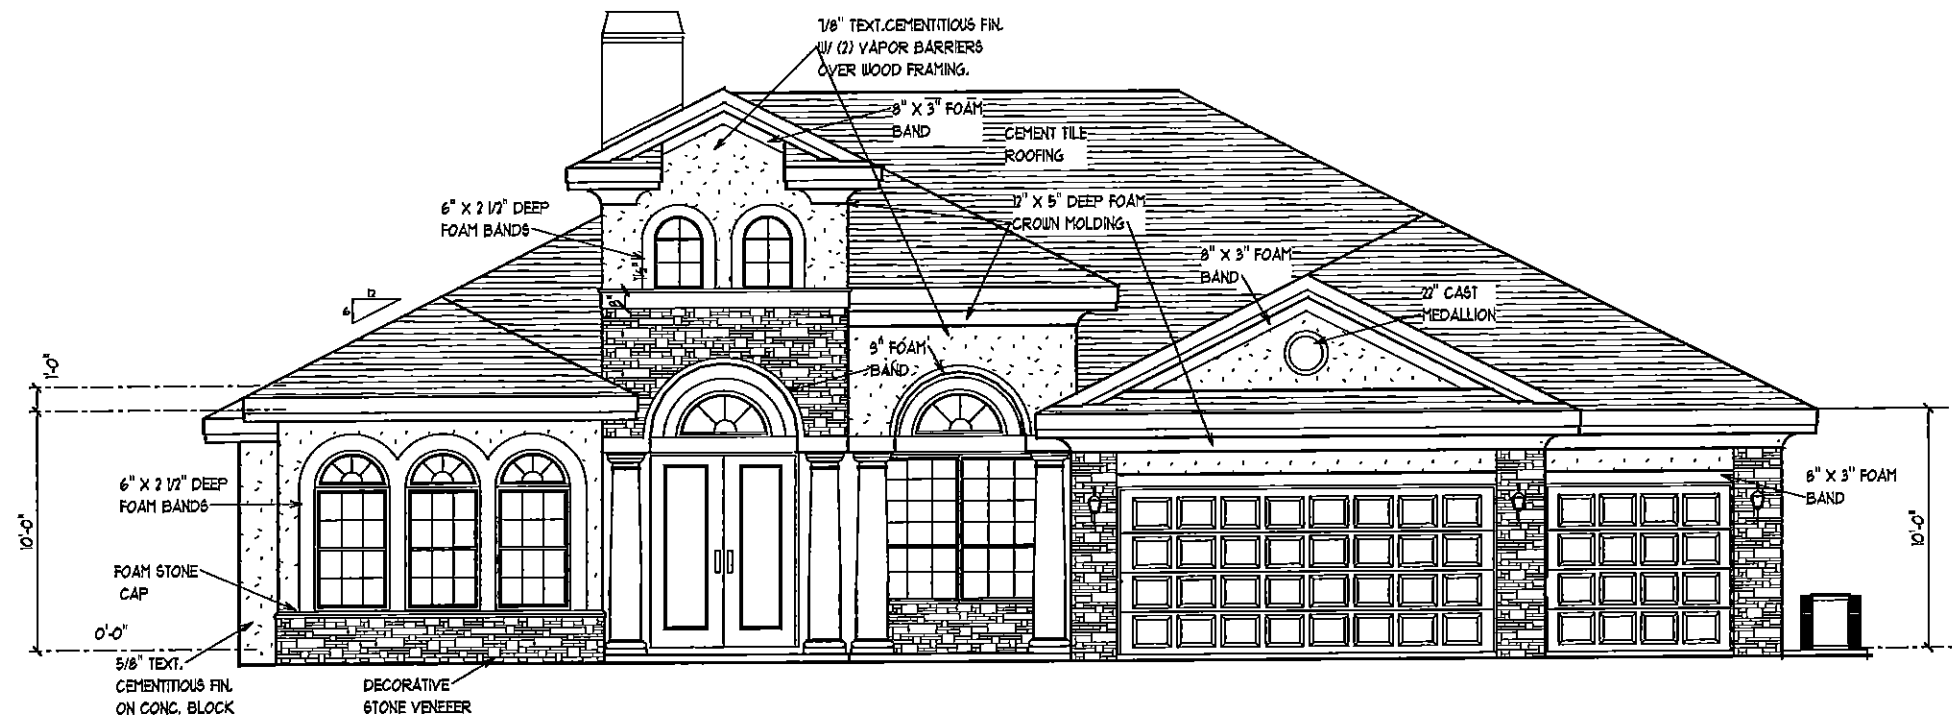 7/8" TEXT.CEMENTITIOUS FIN.
W/ (2) VAPOR BARRIERS
OVER WOOD FRAMING.
8" X 3" FOAM
BAND
CEMENT TILE
ROOFING
6" X 2 1/2" DEEP
FOAM BANDS
12" X 5" DEEP FOAM
CROWN MOLDING
8" X 3" FOAM
BAND
22" CAST
MEDALLION
12
6
8"
1'-0"
5" FOAM
BAND
6" X 2 1/2" DEEP
FOAM BANDS
8" X 3" FOAM
BAND
10'-0"
10'-0"
FOAM STONE
CAP
0'-0"
5/8" TEXT.
CEMENTITIOUS FIN.
ON CONC. BLOCK
DECORATIVE
STONE VENEFER